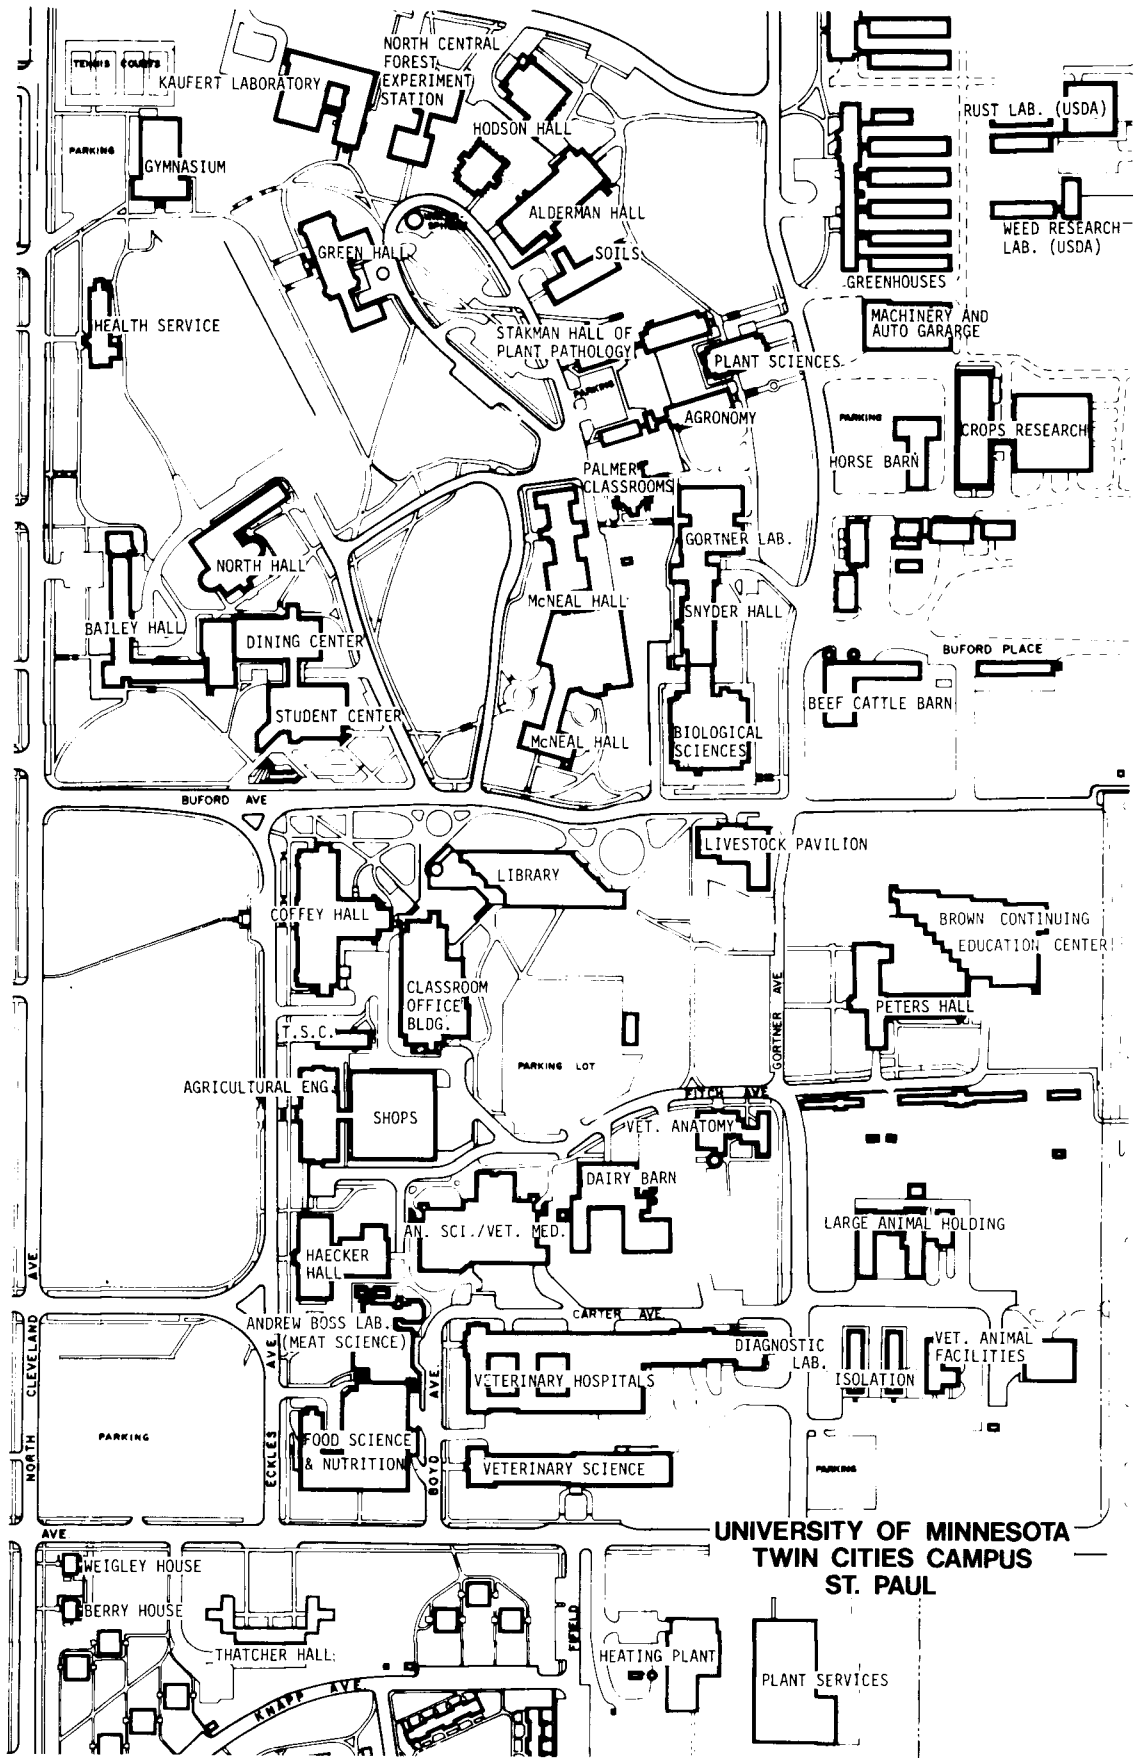 NORTH CENTRAL
FOREST
EXPERIMENT
STATION
TENNIS COURTS
KAUFERT LABORATORY
RUST LAB. (USDA)
HODSON HALL
PARKING
GYMNASIUM
ALDERMAN HALL
WEED RESEARCH
LAB. (USDA)
GREEN HALL
SOILS
GREENHOUSES
HEALTH SERVICE
MACHINERY AND
AUTO GARARGE
STAKMAN HALL OF
PLANT PATHOLOGY
PLANT SCIENCES
PARKING
AGRONOMY
PARKING
CROPS RESEARCH
HORSE BARN
PALMER
CLASSROOMS
GORTNER LAB.
NORTH HALL
McNEAL HALL
SNYDER HALL
BAILEY HALL
DINING CENTER
BUFORD PLACE
BEEF CATTLE BARN
STUDENT CENTER
McNEAL HALL
BIOLOGICAL
SCIENCES
BUFORD AVE
LIVESTOCK PAVILION
LIBRARY
COFFEY HALL
BROWN CONTINUING
EDUCATION CENTER
CLASSROOM
OFFICE
BLDG.
GORTNER AVE
PETERS HALL
T.S.C.
PARKING LOT
AGRICULTURAL ENG.
SHOPS
FITCH AVE
VET. ANATOMY
DAIRY BARN
AN. SCI./VET. MED.
LARGE ANIMAL HOLDING
HAECKER
HALL
CARTER AVE
ANDREW BOSS LAB.
(MEAT SCIENCE)
DIAGNOSTIC
LAB.
VET. ANIMAL
FACILITIES
ISOLATION
VETERINARY HOSPITALS
NORTH CLEVELAND AVE.
PARKING
ECKLES AVE
FOOD SCIENCE
& NUTRITION
BOYD AVE
VETERINARY SCIENCE
PARKING
AVE
UNIVERSITY OF MINNESOTA
TWIN CITIES CAMPUS
ST. PAUL
WEIGLEY HOUSE
BERRY HOUSE
THATCHER HALL
FIFIELD
HEATING PLANT
PLANT SERVICES
KNAPP AVE